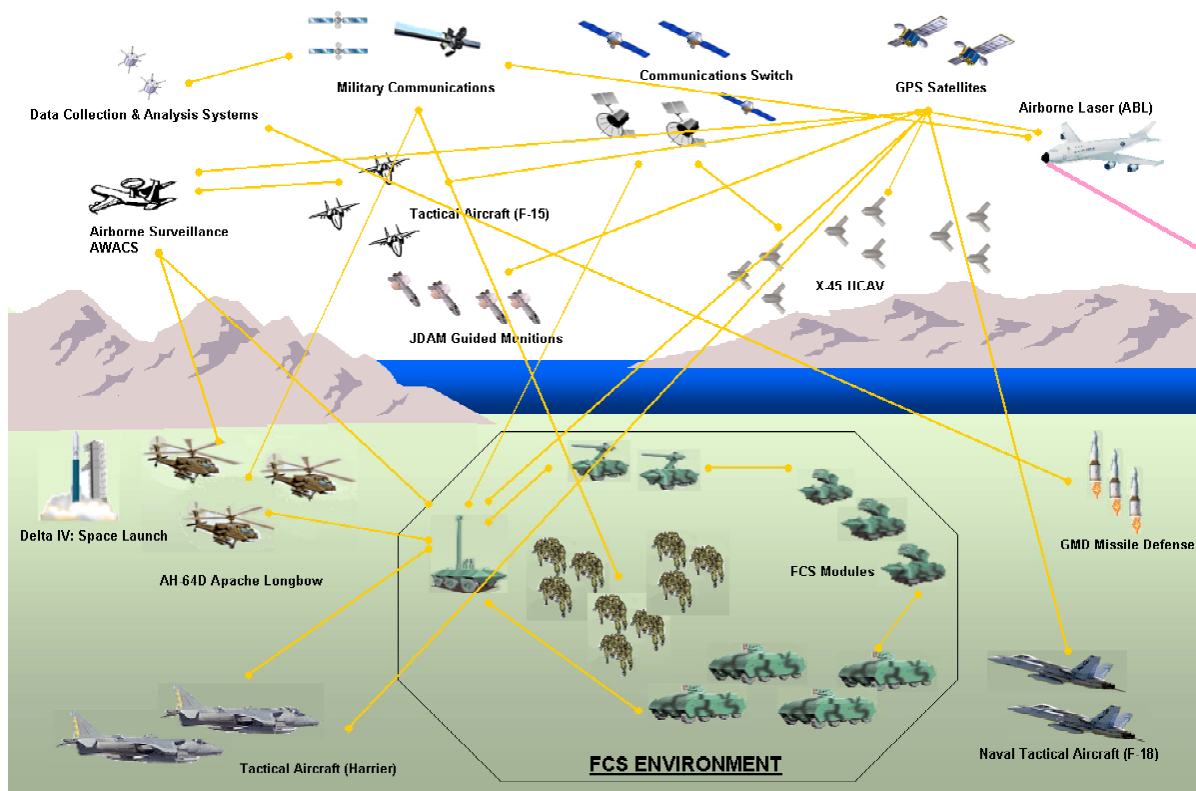 Military Communications
Communications Switch
GPS Satellites
Airborne Laser (ABL)
Data Collection & Analysis Systems
Tactical Aircraft (F-15)
Airborne Surveillance
AWACS
X-45 UCAV
JDAM Guided Munitions
Delta IV: Space Launch
GMD Missile Defense
FCS Modules
AH-64D Apache Longbow
Naval Tactical Aircraft (F-18)
Tactical Aircraft (Harrier)
FCS ENVIRONMENT